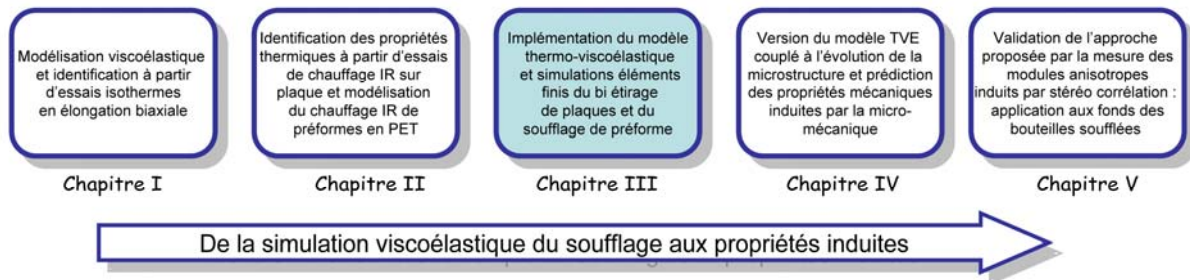 Modélisation viscoélastique
et identification à partir
d'essais isothermes
en élongation biaxiale
Identification des propriétés
thermiques à partir d'essais
de chauffage IR sur
plaque et modélisation
du chauffage IR de
préformes en PET
Implémentation du modèle
thermo-viscoélastique
et simulations éléments
finis du bi étirage
de plaques et du
soufflage de préforme
Version du modèle TVE
couplé à l'évolution de la
microstructure et prédiction
des propriétés mécaniques
induites par la micro-
mécanique
Validation de l'approche
proposée par la mesure des
modules anisotropes
induits par stéréo corrélation :
application aux fonds des
bouteilles soufflées
Chapitre I
Chapitre II
Chapitre III
Chapitre IV
Chapitre V
De la simulation viscoélastique du soufflage aux propriétés induites